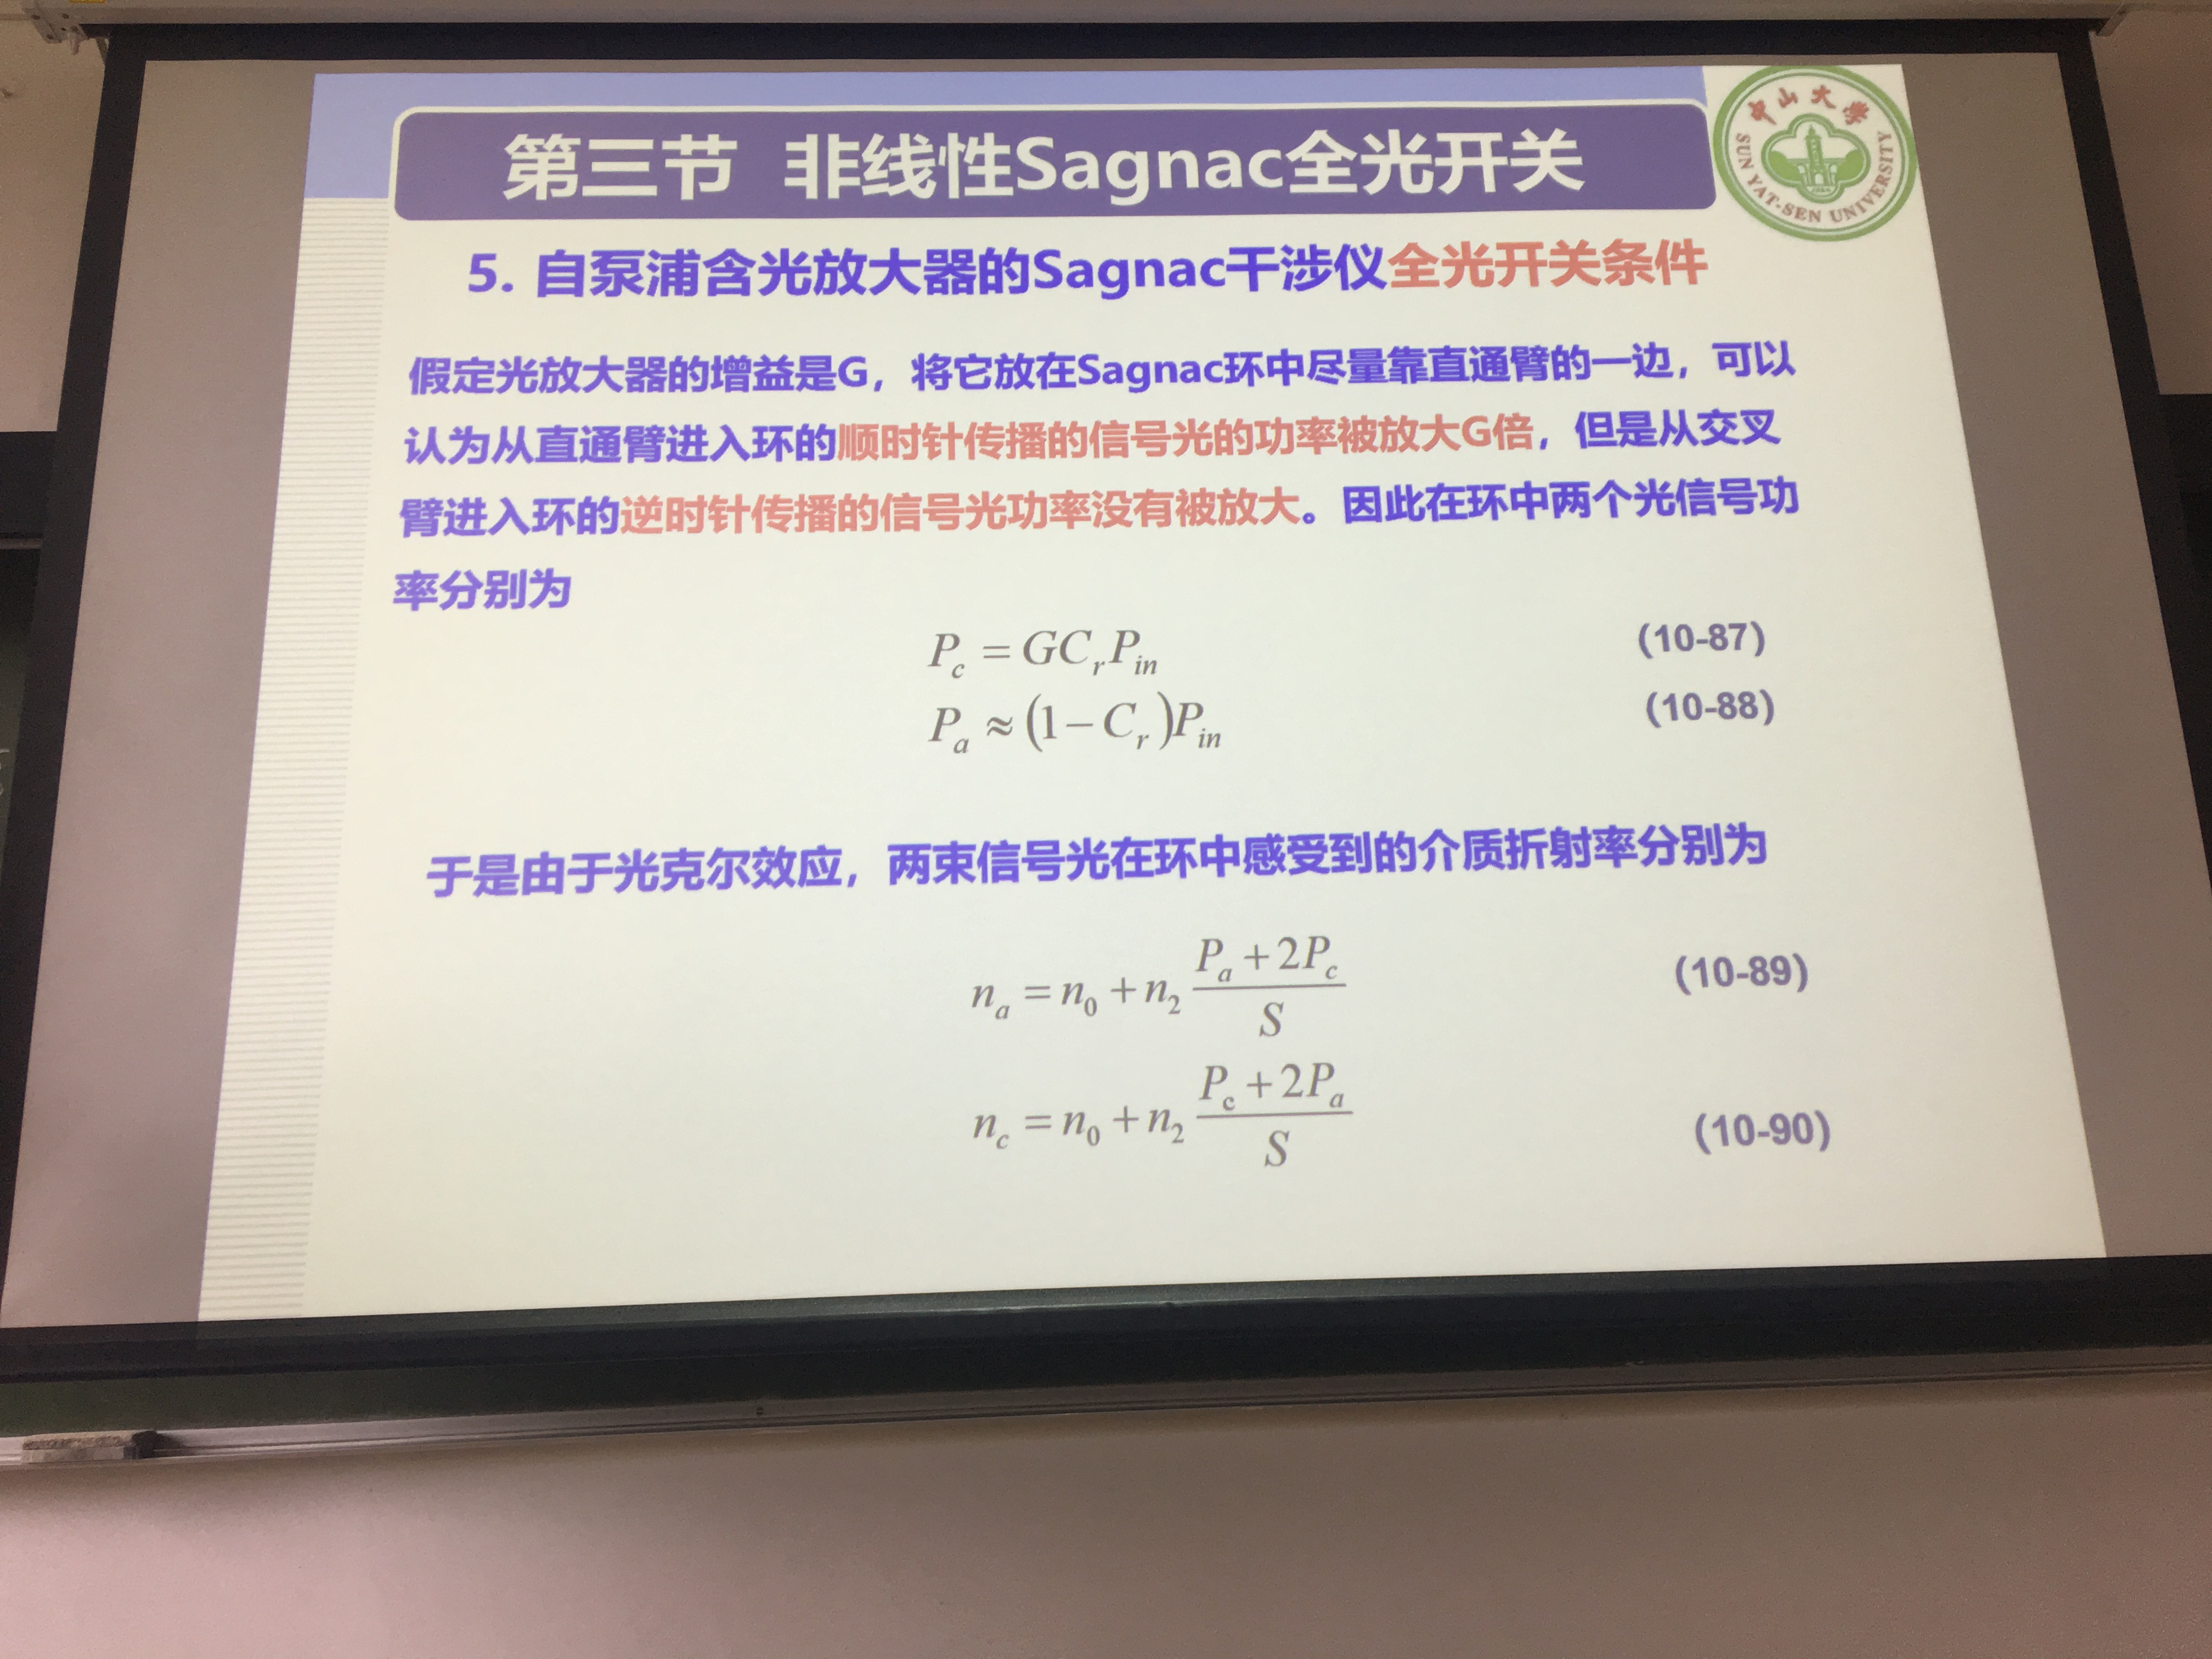 第三节 非线性Sagnac全光开关
中山大学
SUN YAT-SEN UNIVERSITY
5. 自泵浦含光放大器的Sagnac干涉仪全光开关条件
假定光放大器的增益是G，将它放在Sagnac环中尽量靠直通臂的一边，可以
认为从直通臂进入环的顺时针传播的信号光的功率被放大G倍，但是从交叉
臂进入环的逆时针传播的信号光功率没有被放大。因此在环中两个光信号功
率分别为
P_c = GC_r P_in (10-87)
P_a ≈ (1 − C_r)P_in (10-88)
于是由于光克尔效应，两束信号光在环中感受到的介质折射率分别为
n_a = n_0 + n_2 (P_a + 2P_c)/S (10-89)
n_c = n_0 + n_2 (P_c + 2P_a)/S (10-90)